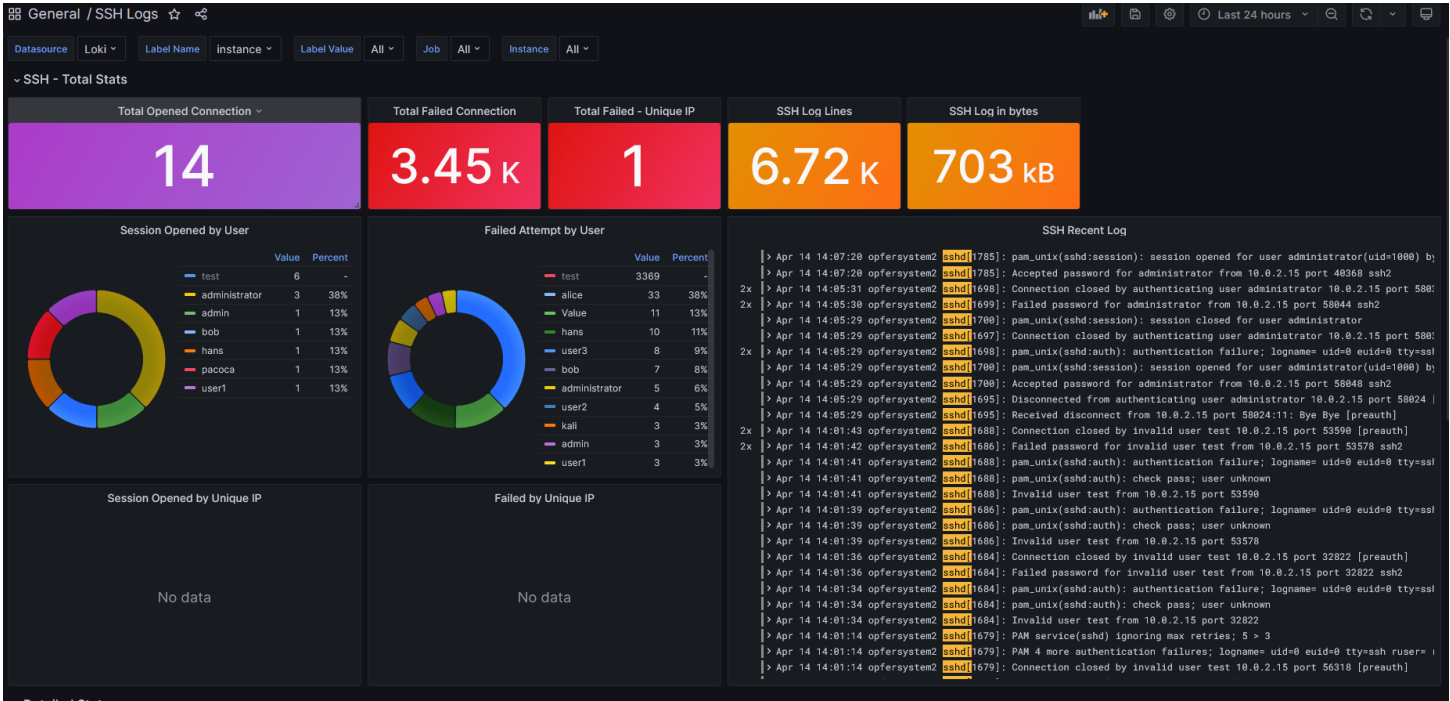 General / SSH Logs
Last 24 hours
Datasource Loki Label Name instance Label Value All Job All Instance All
SSH - Total Stats
Total Opened Connection
14
Total Failed Connection
3.45 K
Total Failed - Unique IP
1
SSH Log Lines
6.72 K
SSH Log in bytes
703 kB
Session Opened by User
Value Percent
test 6 -
administrator 3 38%
admin 1 13%
bob 1 13%
hans 1 13%
pacoca 1 13%
user1 1 13%
Failed Attempt by User
Value Percent
test 3369 -
alice 33 38%
Value 11 13%
hans 10 11%
user3 8 9%
bob 7 8%
administrator 5 6%
user2 4 5%
kali 3 3%
admin 3 3%
user1 3 3%
SSH Recent Log
> Apr 14 14:07:20 opfersystem2 sshd[1785]: pam_unix(sshd:session): session opened for user administrator(uid=1000) by
> Apr 14 14:07:20 opfersystem2 sshd[1785]: Accepted password for administrator from 10.0.2.15 port 40368 ssh2
2x > Apr 14 14:05:31 opfersystem2 sshd[1698]: Connection closed by authenticating user administrator 10.0.2.15 port 580
2x > Apr 14 14:05:30 opfersystem2 sshd[1699]: Failed password for administrator from 10.0.2.15 port 58044 ssh2
> Apr 14 14:05:29 opfersystem2 sshd[1700]: pam_unix(sshd:session): session closed for user administrator
> Apr 14 14:05:29 opfersystem2 sshd[1697]: Connection closed by authenticating user administrator 10.0.2.15 port 580
2x > Apr 14 14:05:29 opfersystem2 sshd[1698]: pam_unix(sshd:auth): authentication failure; logname= uid=0 euid=0 tty=ssh
> Apr 14 14:05:29 opfersystem2 sshd[1700]: pam_unix(sshd:session): session opened for user administrator(uid=1000) by
> Apr 14 14:05:29 opfersystem2 sshd[1700]: Accepted password for administrator from 10.0.2.15 port 58048 ssh2
> Apr 14 14:05:29 opfersystem2 sshd[1695]: Disconnected from authenticating user administrator 10.0.2.15 port 58024 [
> Apr 14 14:05:29 opfersystem2 sshd[1695]: Received disconnect from 10.0.2.15 port 58024:11: Bye Bye [preauth]
2x > Apr 14 14:01:43 opfersystem2 sshd[1688]: Connection closed by invalid user test 10.0.2.15 port 53590 [preauth]
2x > Apr 14 14:01:42 opfersystem2 sshd[1686]: Failed password for invalid user test from 10.0.2.15 port 53578 ssh2
> Apr 14 14:01:41 opfersystem2 sshd[1688]: pam_unix(sshd:auth): authentication failure; logname= uid=0 euid=0 tty=ssh
> Apr 14 14:01:41 opfersystem2 sshd[1688]: pam_unix(sshd:auth): check pass; user unknown
> Apr 14 14:01:41 opfersystem2 sshd[1688]: Invalid user test from 10.0.2.15 port 53590
> Apr 14 14:01:39 opfersystem2 sshd[1686]: pam_unix(sshd:auth): authentication failure; logname= uid=0 euid=0 tty=ssh
> Apr 14 14:01:39 opfersystem2 sshd[1686]: pam_unix(sshd:auth): check pass; user unknown
> Apr 14 14:01:39 opfersystem2 sshd[1686]: Invalid user test from 10.0.2.15 port 53578
> Apr 14 14:01:36 opfersystem2 sshd[1684]: Connection closed by invalid user test 10.0.2.15 port 32822 [preauth]
> Apr 14 14:01:36 opfersystem2 sshd[1684]: Failed password for invalid user test from 10.0.2.15 port 32822 ssh2
> Apr 14 14:01:34 opfersystem2 sshd[1684]: pam_unix(sshd:auth): authentication failure; logname= uid=0 euid=0 tty=ssh
> Apr 14 14:01:34 opfersystem2 sshd[1684]: pam_unix(sshd:auth): check pass; user unknown
> Apr 14 14:01:34 opfersystem2 sshd[1684]: Invalid user test from 10.0.2.15 port 32822
> Apr 14 14:01:14 opfersystem2 sshd[1679]: PAM service(sshd) ignoring max retries; 5 > 3
> Apr 14 14:01:14 opfersystem2 sshd[1679]: PAM 4 more authentication failures; logname= uid=0 euid=0 tty=ssh ruser=
> Apr 14 14:01:14 opfersystem2 sshd[1679]: Connection closed by invalid user test 10.0.2.15 port 56318 [preauth]
Session Opened by Unique IP
No data
Failed by Unique IP
No data